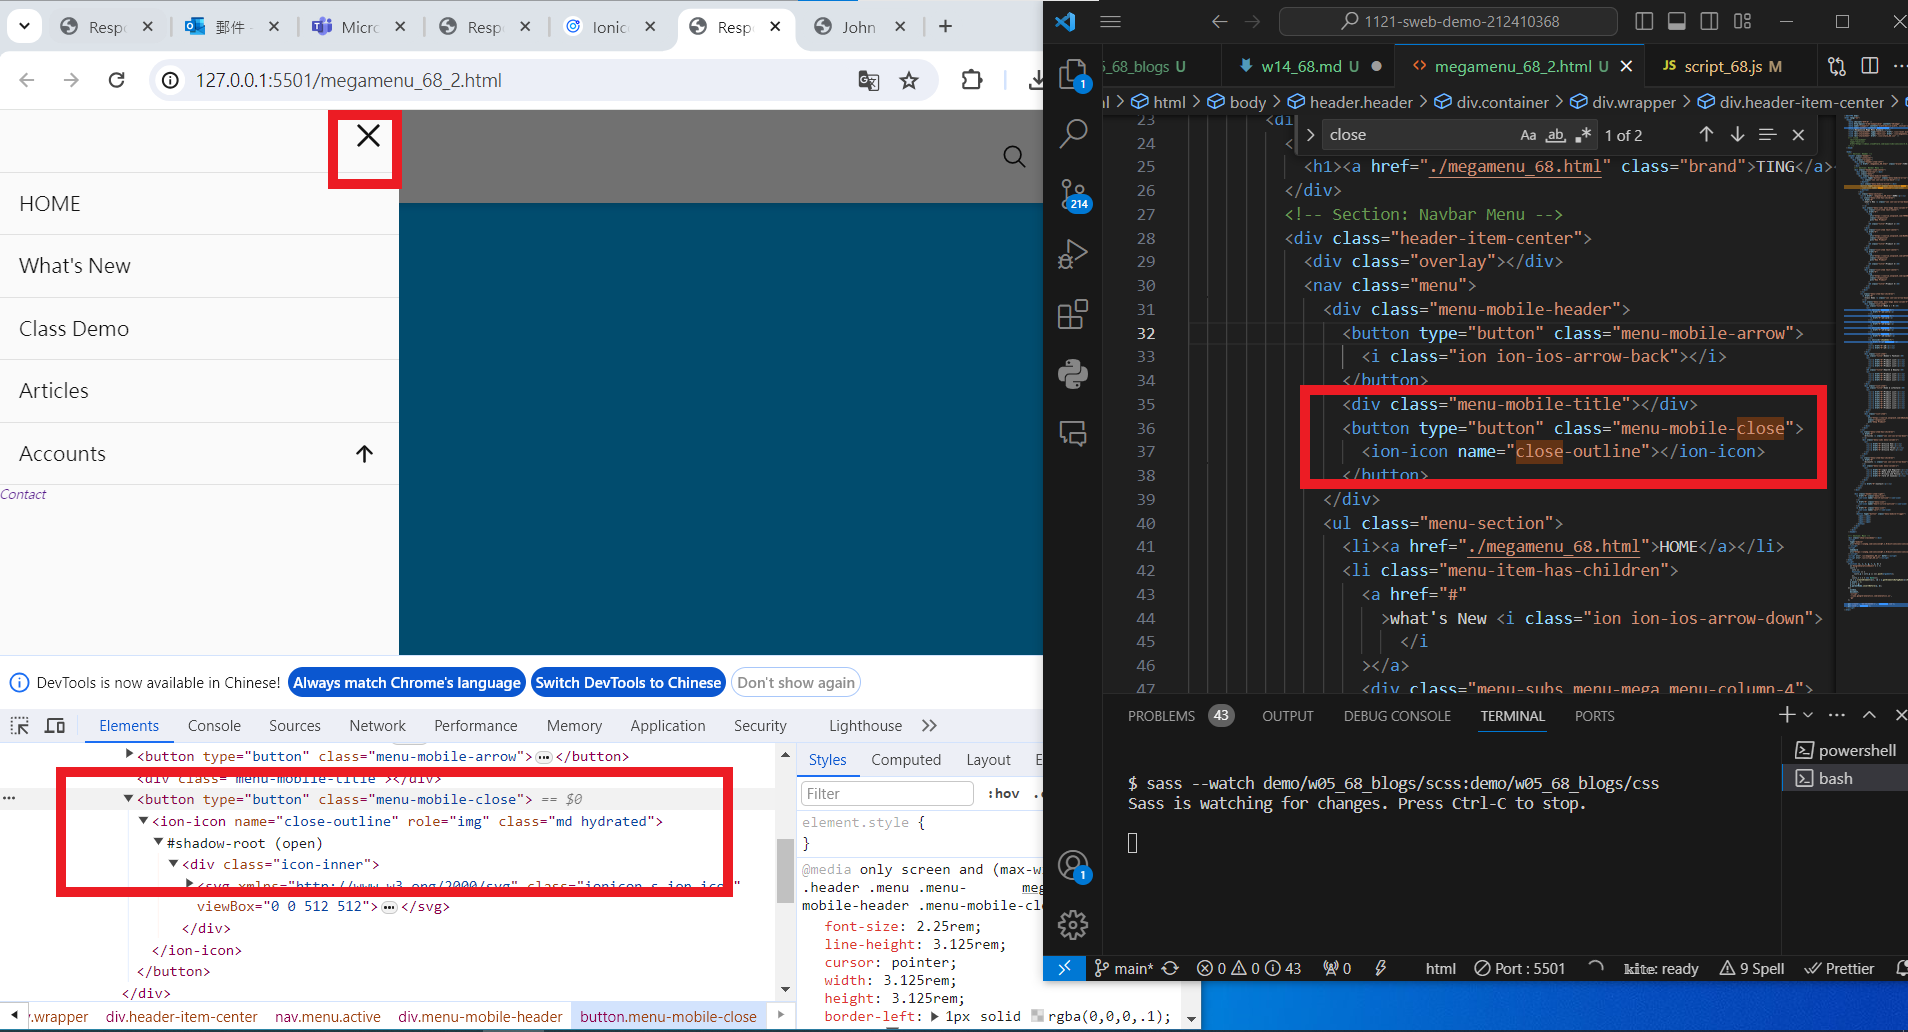 Resp
郵件
Micro
Resp
Ionic
Resp
John
127.0.0.1:5501/megamenu_68_2.html
HOME
What's New
Class Demo
Articles
Accounts
Contact
DevTools is now available in Chinese!
Always match Chrome's language
Switch DevTools to Chinese
Don't show again
Elements
Console
Sources
Network
Performance
Memory
Application
Security
Lighthouse
<button type="button" class="menu-mobile-arrow"> </button>
<div class="menu-mobile-title"></div>
<button type="button" class="menu-mobile-close"> == $0
<ion-icon name="close-outline" role="img" class="md hydrated">
#shadow-root (open)
<div class="icon-inner">
<svg xmlns="http://www.w3.org/2000/svg" class="ionicon s-ion-icon"
viewBox="0 0 512 512"> </svg>
</div>
</ion-icon>
</button>
</div>
.wrapper
div.header-item-center
nav.menu.active
div.menu-mobile-header
button.menu-mobile-close
Styles
Computed
Layout
Filter
:hov
element.style {
}
@media only screen and (max-w
.header .menu .menu-
mobile-header .menu-mobile-clo
font-size: 2.25rem;
line-height: 3.125rem;
cursor: pointer;
width: 3.125rem;
height: 3.125rem;
border-left: 1px solid rgba(0,0,0,.1);
1121-sweb-demo-212410368
5_68_blogs U
w14_68.md U
megamenu_68_2.html U
JS script_68.js M
html
body
header.header
div.container
div.wrapper
div.header-item-center
close
Aa ab .*
1 of 2
23 <di
24 <
25 <h1><a href="./megamenu_68.html" class="brand">TING</a>
26 </div>
27 <!-- Section: Navbar Menu -->
28 <div class="header-item-center">
29 <div class="overlay"></div>
30 <nav class="menu">
31 <div class="menu-mobile-header">
32 <button type="button" class="menu-mobile-arrow">
33 <i class="ion ion-ios-arrow-back"></i>
34 </button>
35 <div class="menu-mobile-title"></div>
36 <button type="button" class="menu-mobile-close">
37 <ion-icon name="close-outline"></ion-icon>
38 </button>
39 </div>
40 <ul class="menu-section">
41 <li><a href="./megamenu_68.html">HOME</a></li>
42 <li class="menu-item-has-children">
43 <a href="#"
44 >what's New <i class="ion ion-ios-arrow-down">
45 </i
46 ></a>
47 <div class="menu-subs menu-mega menu-column-4">
PROBLEMS 43
OUTPUT
DEBUG CONSOLE
TERMINAL
PORTS
powershell
bash
$ sass --watch demo/w05_68_blogs/scss:demo/w05_68_blogs/css
Sass is watching for changes. Press Ctrl-C to stop.
1
214
1
main*
0 0 43
0
html
Port : 5501
kite: ready
9 Spell
Prettier